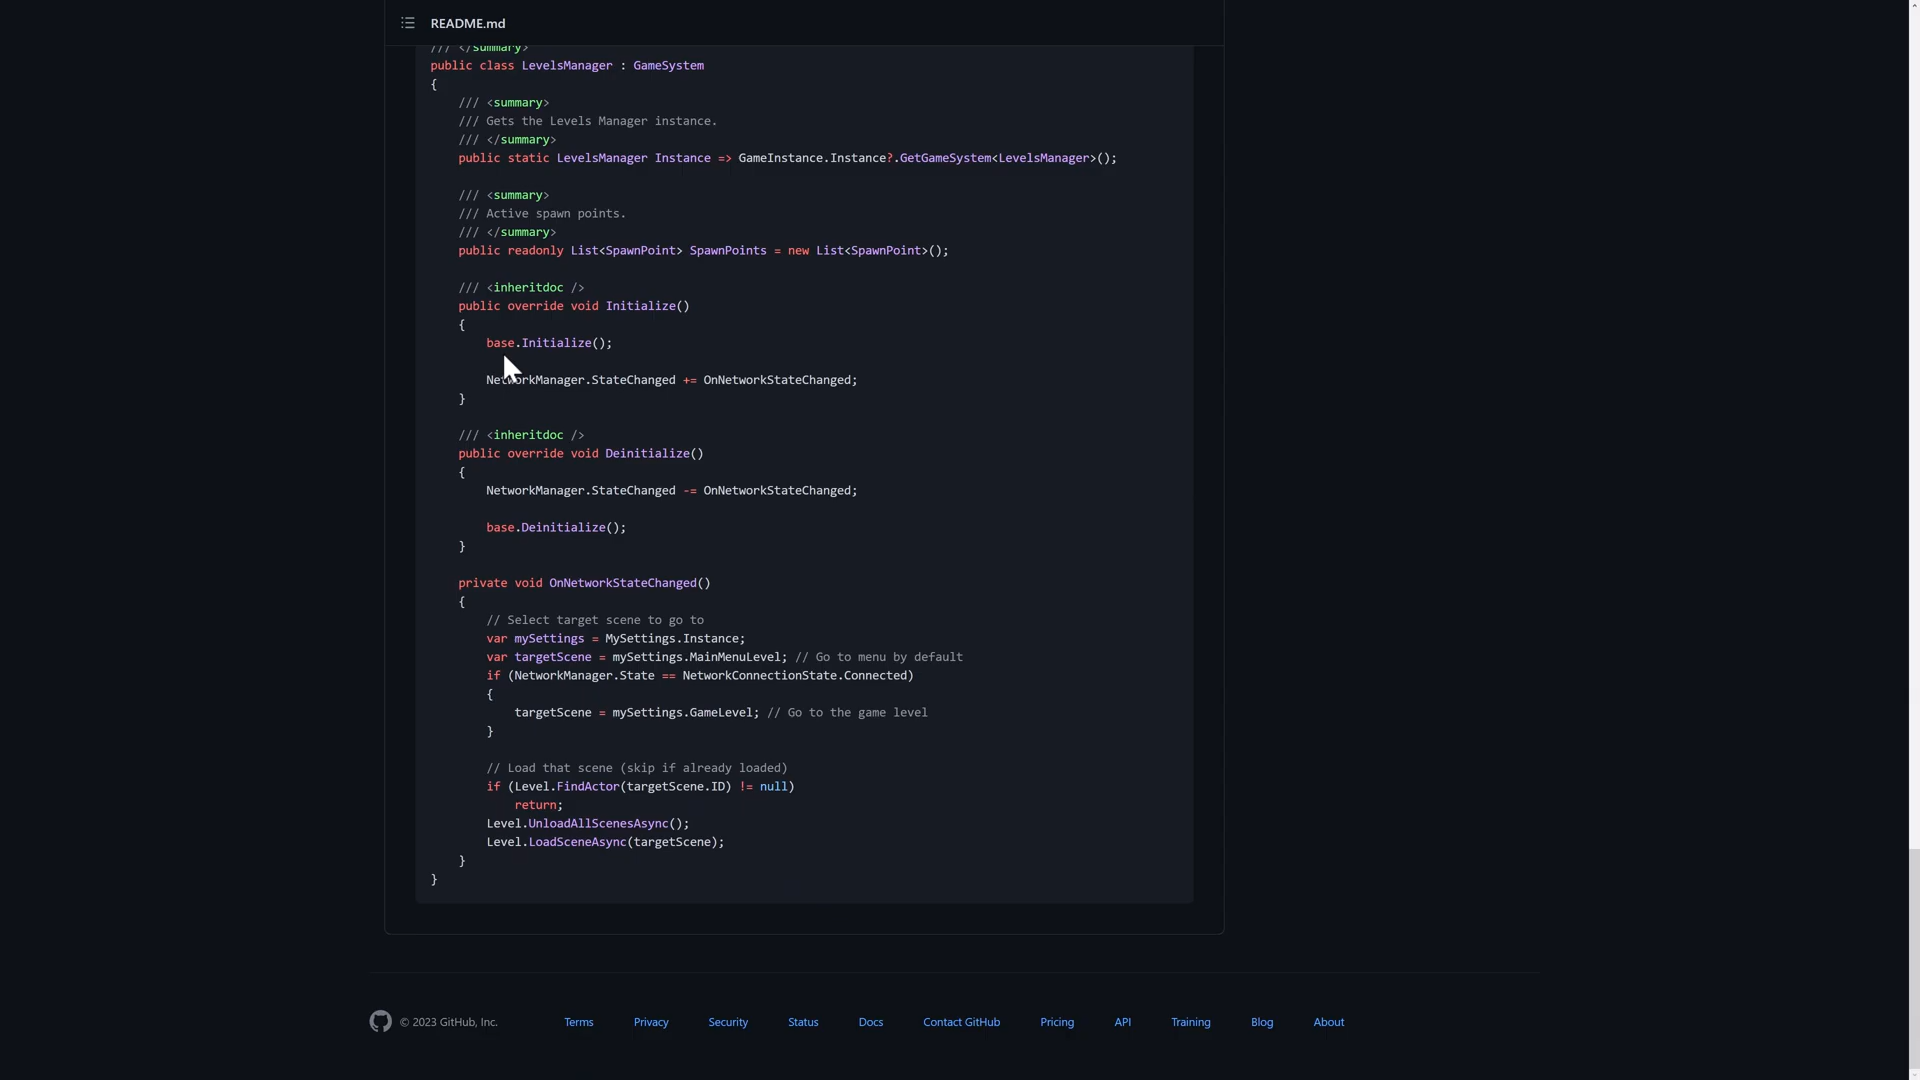 README.md
/// </summary>
public class LevelsManager : GameSystem
{
/// <summary>
/// Gets the Levels Manager instance.
/// </summary>
public static LevelsManager Instance => GameInstance.Instance?.GetGameSystem<LevelsManager>();
/// <summary>
/// Active spawn points.
/// </summary>
public readonly List<SpawnPoint> SpawnPoints = new List<SpawnPoint>();
/// <inheritdoc />
public override void Initialize()
{
base.Initialize();
NetworkManager.StateChanged += OnNetworkStateChanged;
}
/// <inheritdoc />
public override void Deinitialize()
{
NetworkManager.StateChanged -= OnNetworkStateChanged;
base.Deinitialize();
}
private void OnNetworkStateChanged()
{
// Select target scene to go to
var mySettings = MySettings.Instance;
var targetScene = mySettings.MainMenuLevel; // Go to menu by default
if (NetworkManager.State == NetworkConnectionState.Connected)
{
targetScene = mySettings.GameLevel; // Go to the game level
}
// Load that scene (skip if already loaded)
if (Level.FindActor(targetScene.ID) != null)
return;
Level.UnloadAllScenesAsync();
Level.LoadSceneAsync(targetScene);
}
}
© 2023 GitHub, Inc. Terms Privacy Security Status Docs Contact GitHub Pricing API Training Blog About